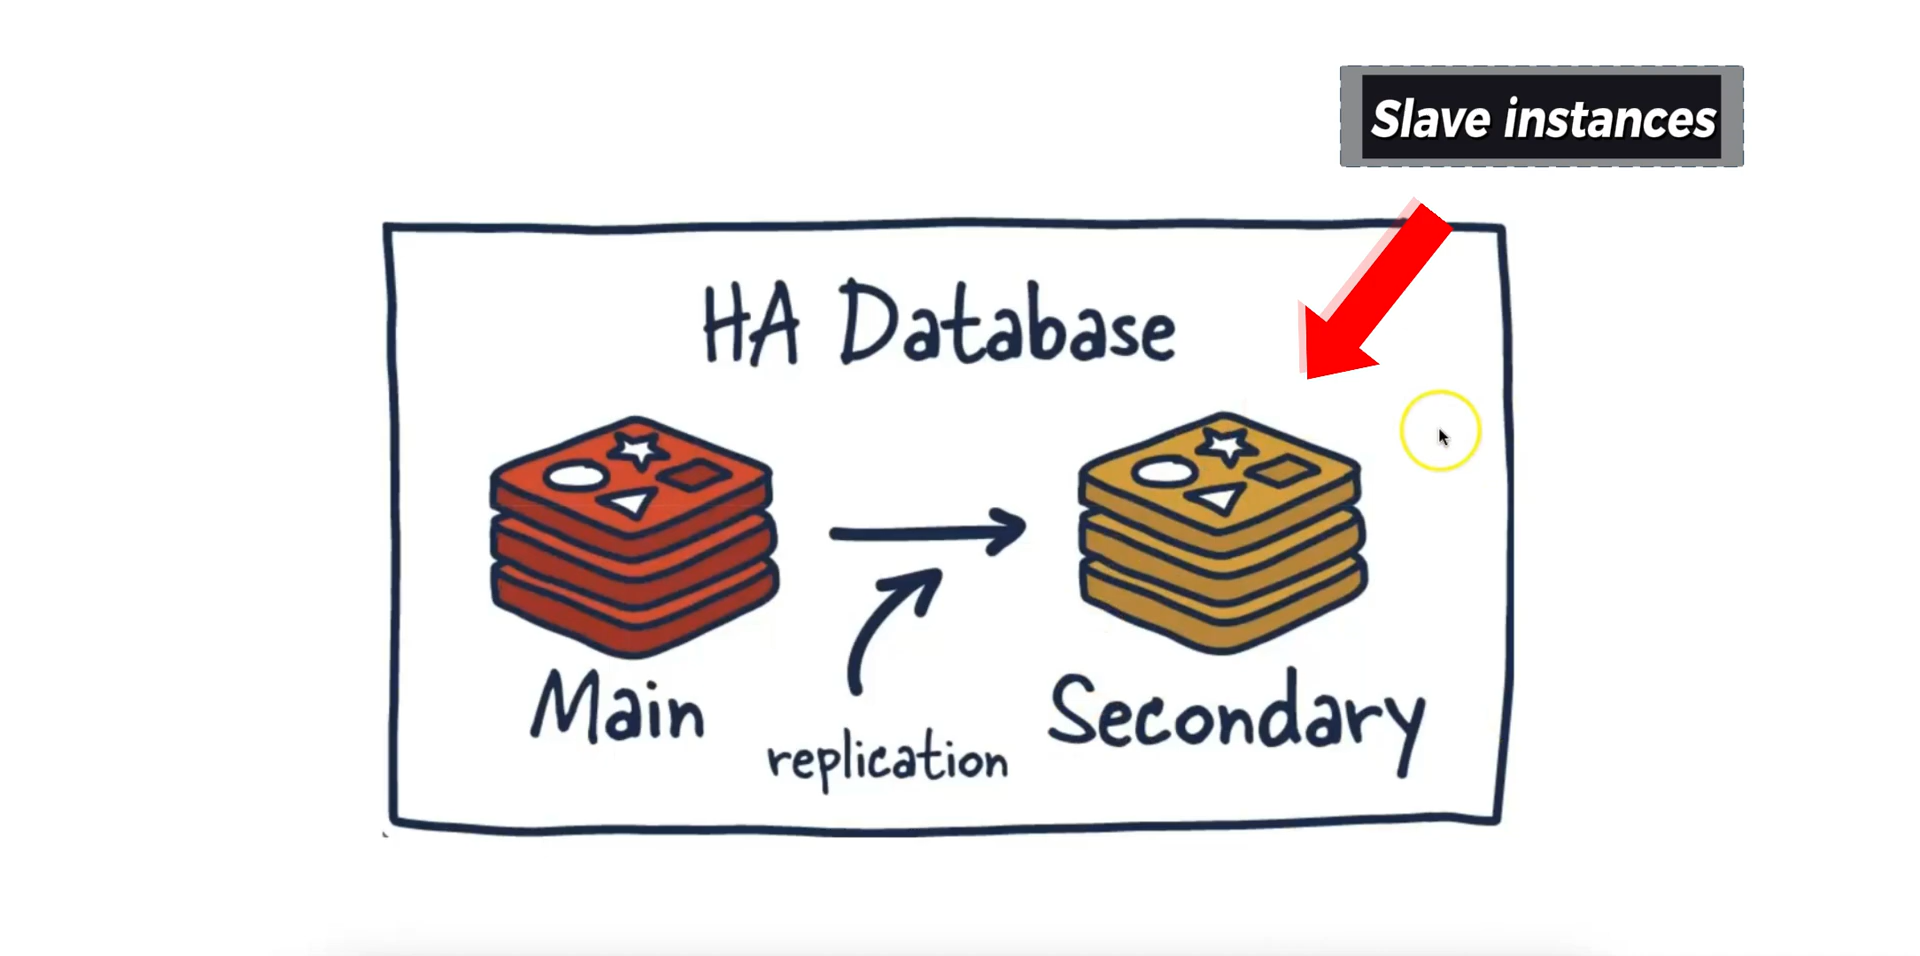 Slave instances
HA Database
Main
replication
Secondary